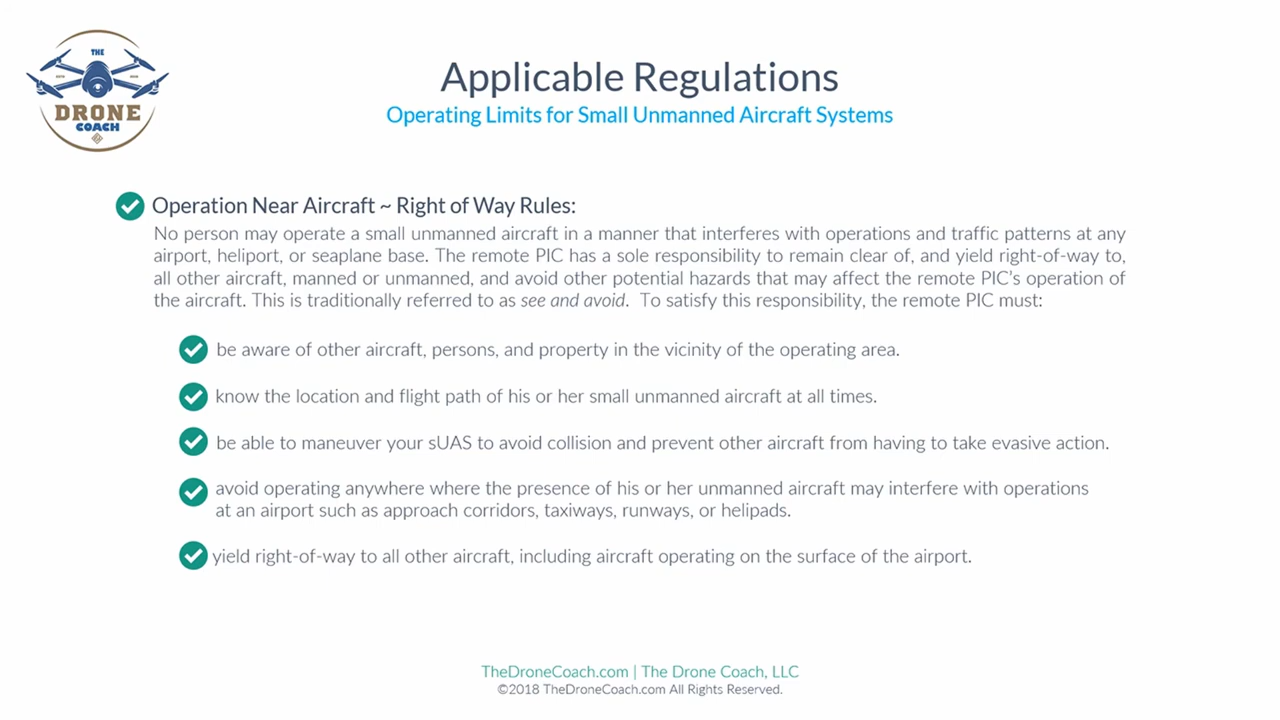 THE
DRONE
COACH
Applicable Regulations
Operating Limits for Small Unmanned Aircraft Systems
Operation Near Aircraft ~ Right of Way Rules:
No person may operate a small unmanned aircraft in a manner that interferes with operations and traffic patterns at any
airport, heliport, or seaplane base. The remote PIC has a sole responsibility to remain clear of, and yield right-of-way to,
all other aircraft, manned or unmanned, and avoid other potential hazards that may affect the remote PIC's operation of
the aircraft. This is traditionally referred to as see and avoid. To satisfy this responsibility, the remote PIC must:
be aware of other aircraft, persons, and property in the vicinity of the operating area.
know the location and flight path of his or her small unmanned aircraft at all times.
be able to maneuver your sUAS to avoid collision and prevent other aircraft from having to take evasive action.
avoid operating anywhere where the presence of his or her unmanned aircraft may interfere with operations
at an airport such as approach corridors, taxiways, runways, or helipads.
yield right-of-way to all other aircraft, including aircraft operating on the surface of the airport.
TheDroneCoach.com | The Drone Coach, LLC
©2018 TheDroneCoach.com All Rights Reserved.